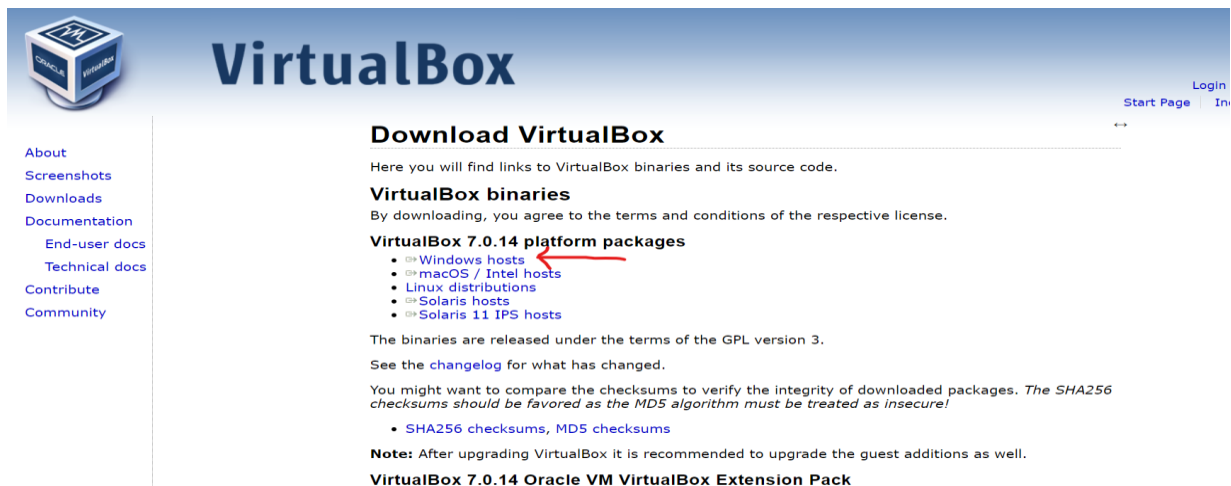 ORACLE
VirtualBox
VirtualBox
Login
Start Page
About
Screenshots
Downloads
Documentation
End-user docs
Technical docs
Contribute
Community
Download VirtualBox
Here you will find links to VirtualBox binaries and its source code.
VirtualBox binaries
By downloading, you agree to the terms and conditions of the respective license.
VirtualBox 7.0.14 platform packages
Windows hosts
macOS / Intel hosts
Linux distributions
Solaris hosts
Solaris 11 IPS hosts
The binaries are released under the terms of the GPL version 3.
See the changelog for what has changed.
You might want to compare the checksums to verify the integrity of downloaded packages. The SHA256
checksums should be favored as the MD5 algorithm must be treated as insecure!
SHA256 checksums, MD5 checksums
Note: After upgrading VirtualBox it is recommended to upgrade the guest additions as well.
VirtualBox 7.0.14 Oracle VM VirtualBox Extension Pack